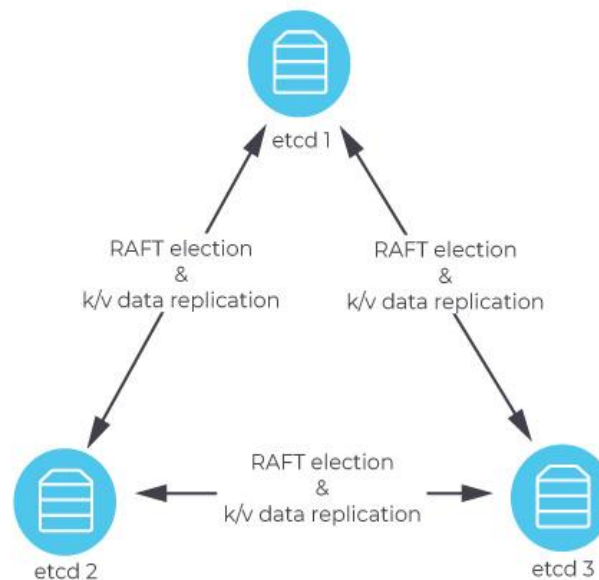 etcd 1
RAFT election
&
k/v data replication
RAFT election
&
k/v data replication
RAFT election
&
k/v data replication
etcd 2
etcd 3